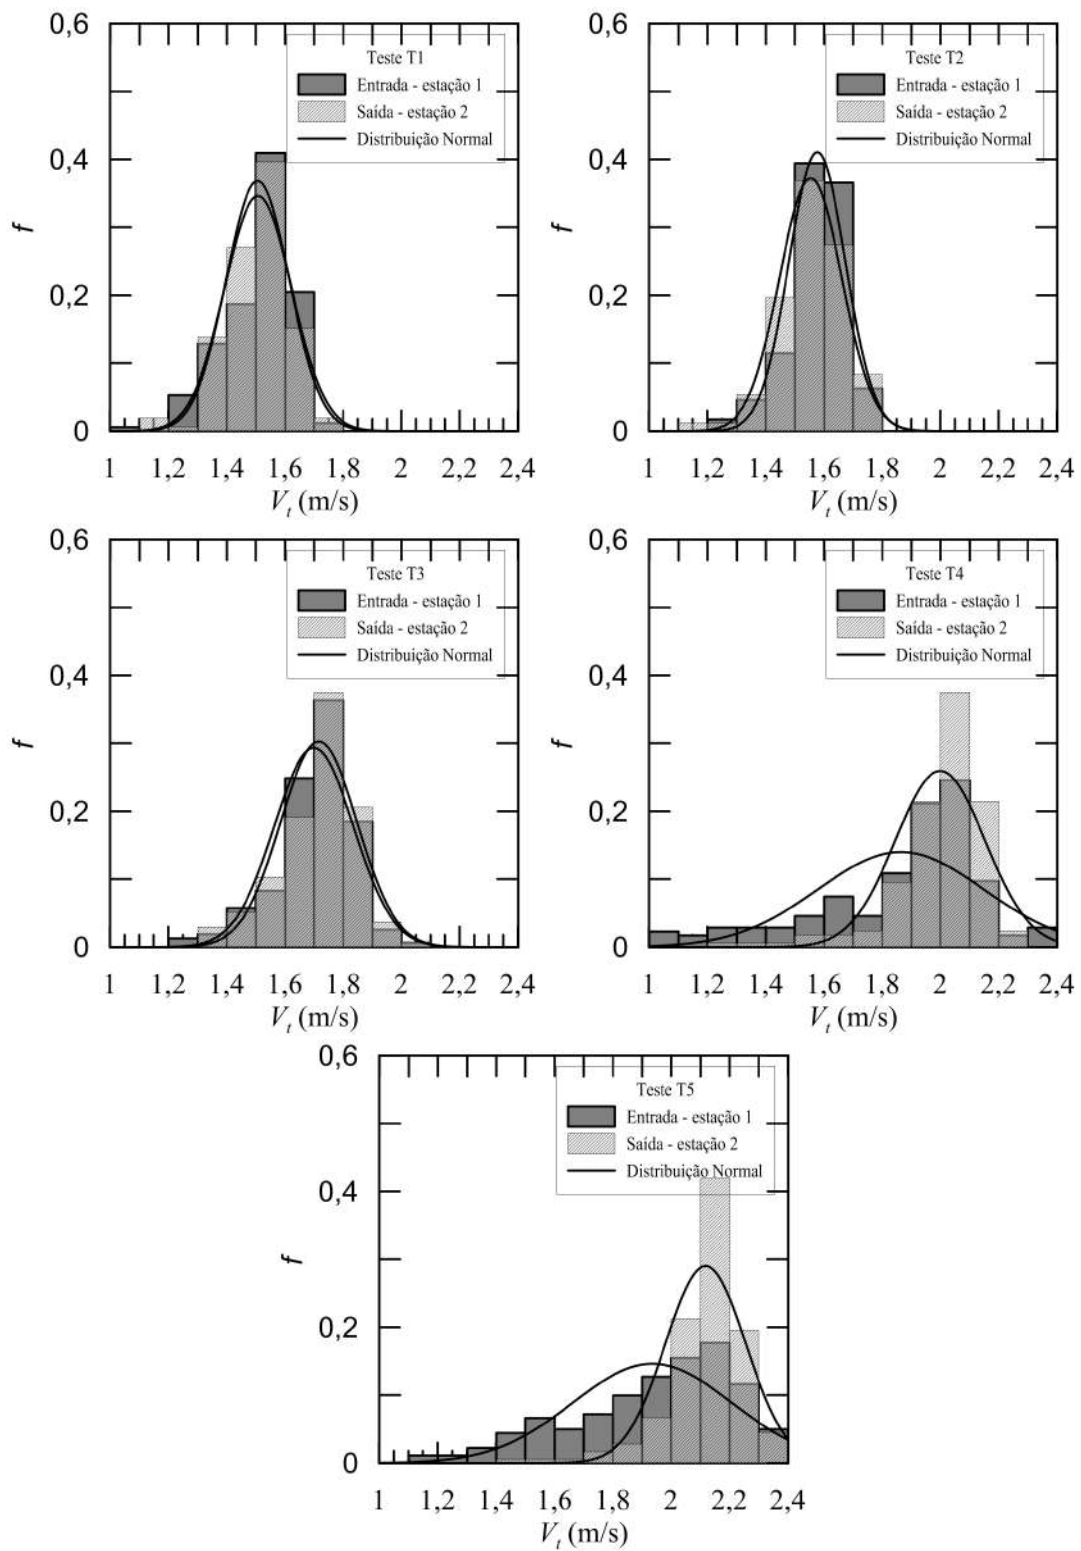 0,6
Teste T1
Entrada - estação 1
Saída - estação 2
Distribuição Normal
0,4
f
0,2
0
1 1,2 1,4 1,6 1,8 2 2,2 2,4
V_t (m/s)
0,6
Teste T2
Entrada - estação 1
Saída - estação 2
Distribuição Normal
0,4
f
0,2
0
1 1,2 1,4 1,6 1,8 2 2,2 2,4
V_t (m/s)
0,6
Teste T3
Entrada - estação 1
Saída - estação 2
Distribuição Normal
0,4
f
0,2
0
1 1,2 1,4 1,6 1,8 2 2,2 2,4
V_t (m/s)
0,6
Teste T4
Entrada - estação 1
Saída - estação 2
Distribuição Normal
0,4
f
0,2
0
1 1,2 1,4 1,6 1,8 2 2,2 2,4
V_t (m/s)
0,6
Teste T5
Entrada - estação 1
Saída - estação 2
Distribuição Normal
0,4
f
0,2
0
1 1,2 1,4 1,6 1,8 2 2,2 2,4
V_t (m/s)